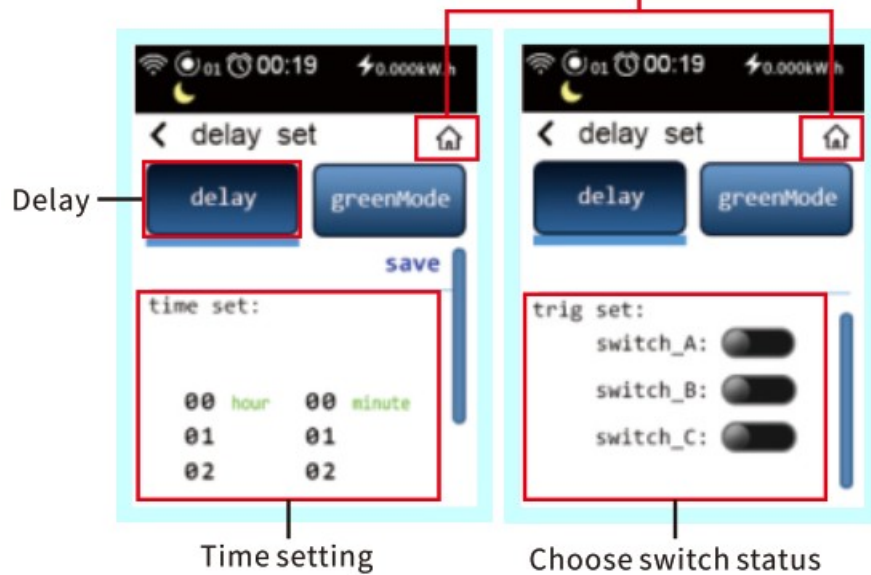 01 00:19 0.000kW.h
delay set
Delay
delay greenMode
save
time set:
00 hour 00 minute
01 01
02 02
Time setting
01 00:19 0.000kW.h
delay set
delay greenMode
trig set:
switch_A:
switch_B:
switch_C:
Choose switch status